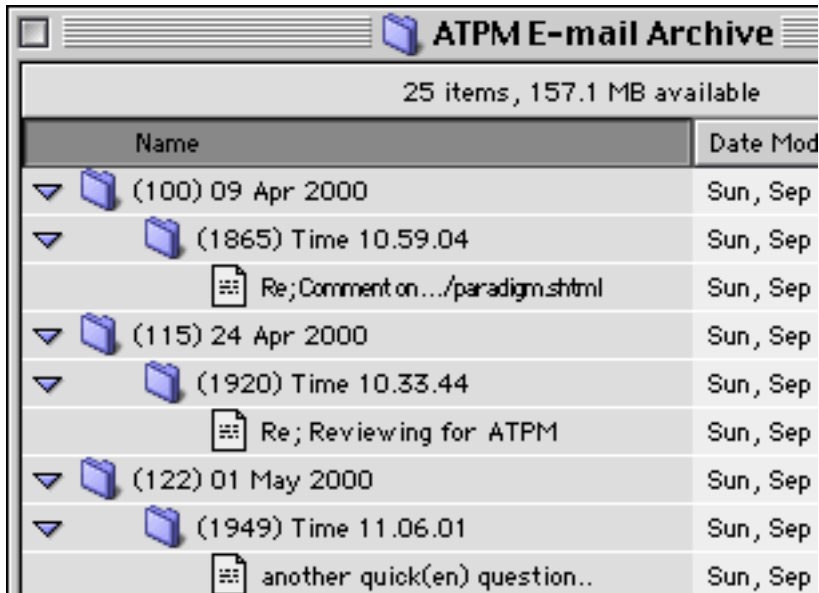 ATPM E-mail Archive
25 items, 157.1 MB available
Name Date Mod
(100) 09 Apr 2000 Sun, Sep
(1865) Time 10.59.04 Sun, Sep
Re;Comment on.../paradigm.shtml Sun, Sep
(115) 24 Apr 2000 Sun, Sep
(1920) Time 10.33.44 Sun, Sep
Re; Reviewing for ATPM Sun, Sep
(122) 01 May 2000 Sun, Sep
(1949) Time 11.06.01 Sun, Sep
another quick(en) question.. Sun, Sep